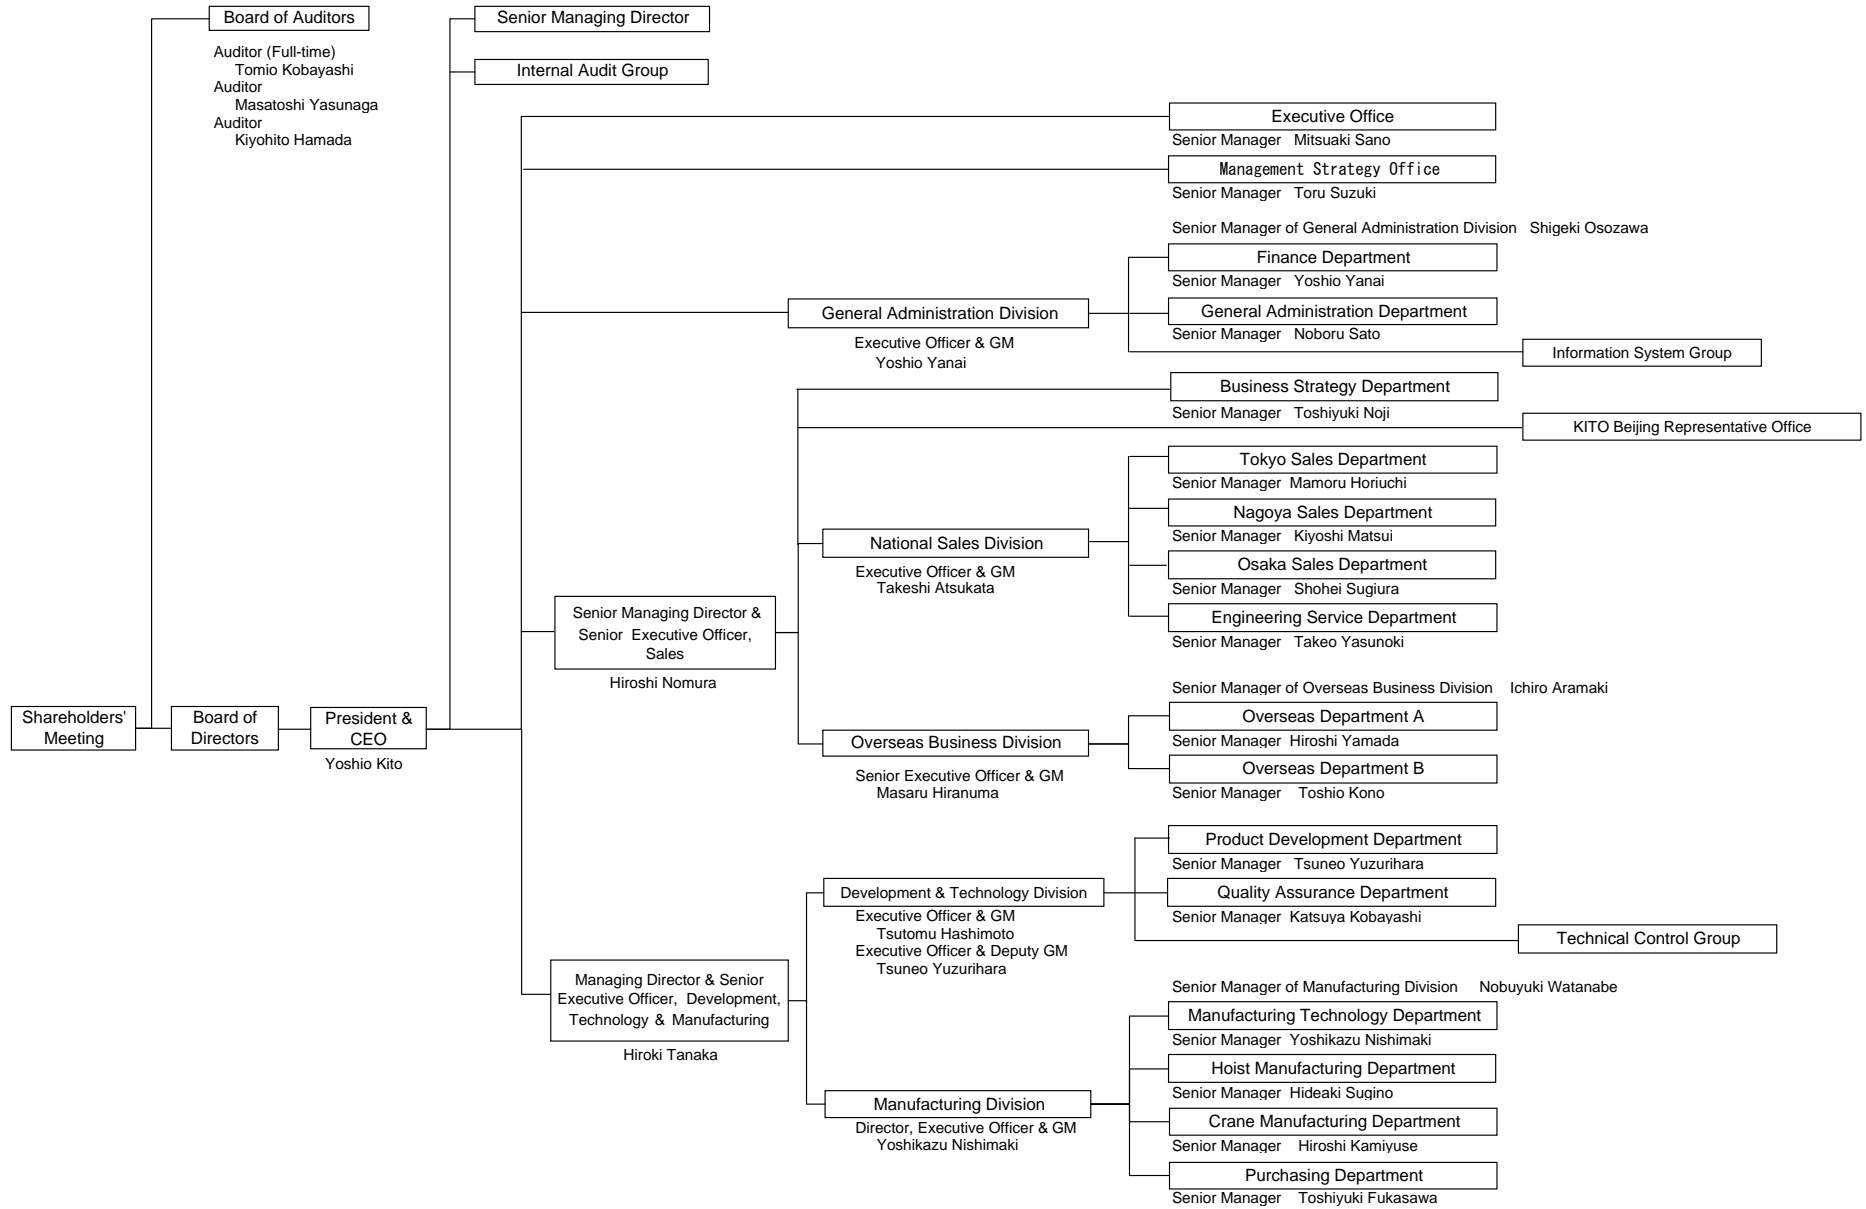 Board of Auditors
Auditor (Full-time)
Tomio Kobayashi
Auditor
Masatoshi Yasunaga
Auditor
Kiyohito Hamada
Senior Managing Director
Internal Audit Group
Executive Office
Senior Manager Mitsuaki Sano
Management Strategy Office
Senior Manager Toru Suzuki
Senior Manager of General Administration Division Shigeki Osozawa
Finance Department
Senior Manager Yoshio Yanai
General Administration Division
Executive Officer & GM
Yoshio Yanai
General Administration Department
Senior Manager Noboru Sato
Information System Group
Business Strategy Department
Senior Manager Toshiyuki Noji
KITO Beijing Representative Office
Tokyo Sales Department
Senior Manager Mamoru Horiuchi
Nagoya Sales Department
Senior Manager Kiyoshi Matsui
National Sales Division
Executive Officer & GM
Takeshi Atsukata
Osaka Sales Department
Senior Manager Shohei Sugiura
Engineering Service Department
Senior Manager Takeo Yasunoki
Senior Managing Director &
Senior Executive Officer,
Sales
Hiroshi Nomura
Shareholders'
Meeting
Board of
Directors
President &
CEO
Yoshio Kito
Senior Manager of Overseas Business Division Ichiro Aramaki
Overseas Department A
Senior Manager Hiroshi Yamada
Overseas Business Division
Senior Executive Officer & GM
Masaru Hiranuma
Overseas Department B
Senior Manager Toshio Kono
Product Development Department
Senior Manager Tsuneo Yuzurihara
Development & Technology Division
Executive Officer & GM
Tsutomu Hashimoto
Executive Officer & Deputy GM
Tsuneo Yuzurihara
Quality Assurance Department
Senior Manager Katsuya Kobayashi
Technical Control Group
Managing Director & Senior
Executive Officer, Development,
Technology & Manufacturing
Hiroki Tanaka
Senior Manager of Manufacturing Division Nobuyuki Watanabe
Manufacturing Technology Department
Senior Manager Yoshikazu Nishimaki
Hoist Manufacturing Department
Senior Manager Hideaki Sugino
Manufacturing Division
Director, Executive Officer & GM
Yoshikazu Nishimaki
Crane Manufacturing Department
Senior Manager Hiroshi Kamiyuse
Purchasing Department
Senior Manager Toshiyuki Fukasawa